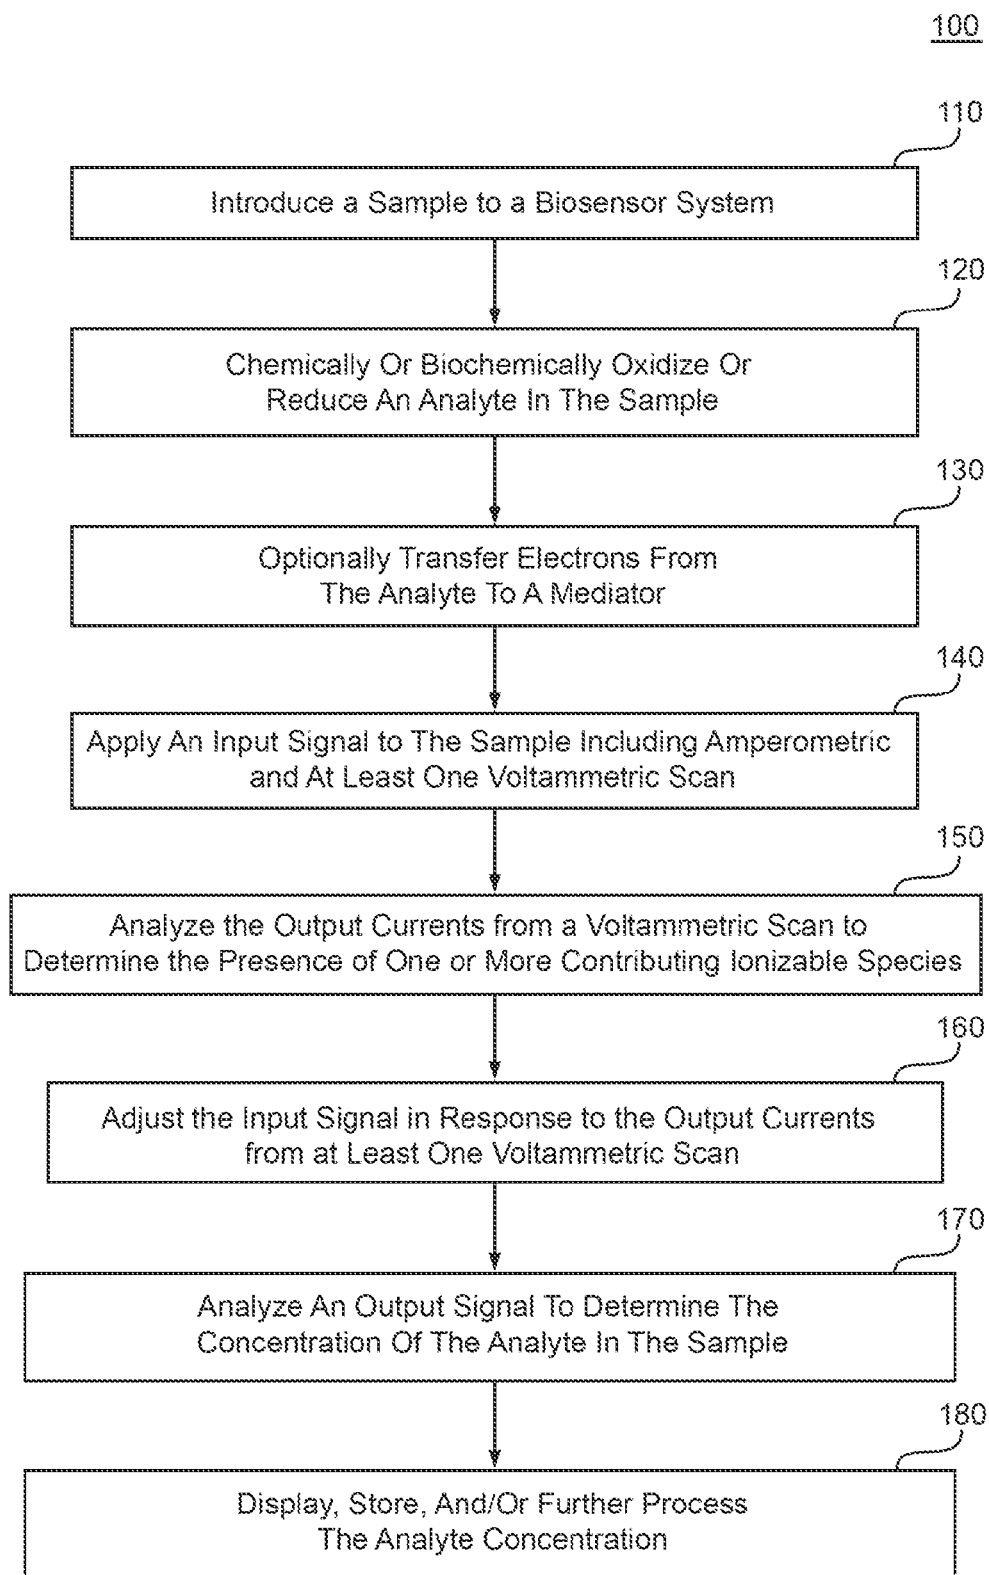 100
110
Introduce a Sample to a Biosensor System
120
Chemically Or Biochemically Oxidize Or
Reduce An Analyte In The Sample
130
Optionally Transfer Electrons From
The Analyte To A Mediator
140
Apply An Input Signal to The Sample Including Amperometric
and At Least One Voltammetric Scan
150
Analyze the Output Currents from a Voltammetric Scan to
Determine the Presence of One or More Contributing Ionizable Species
160
Adjust the Input Signal in Response to the Output Currents
from at Least One Voltammetric Scan
170
Analyze An Output Signal To Determine The
Concentration Of The Analyte In The Sample
180
Display, Store, And/Or Further Process
The Analyte Concentration